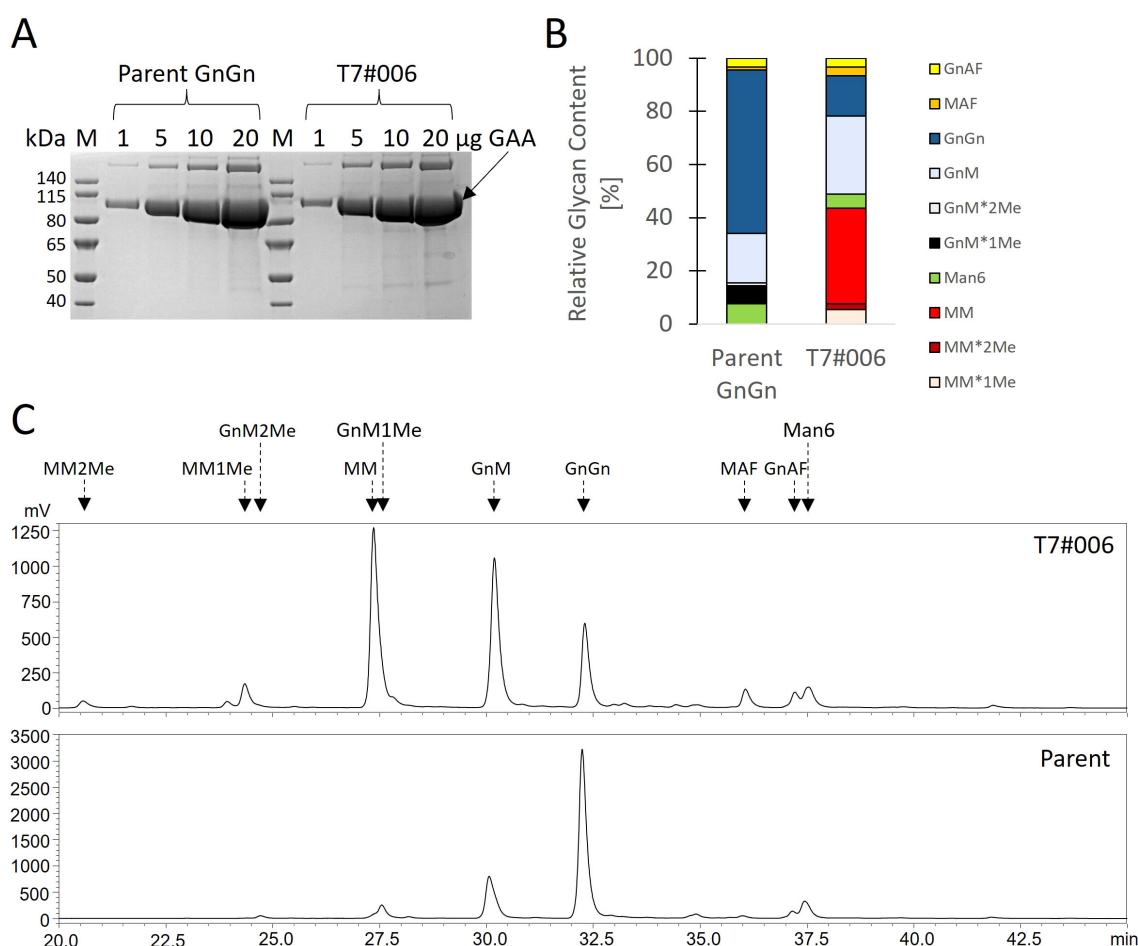 A
Parent GnGn T7#006
kDa M 1 5 10 20 M 1 5 10 20 µg GAA
140
115
80
65
50
40
B
Relative Glycan Content
[%]
100
80
60
40
20
0
Parent
GnGn
T7#006
GnAF
MAF
GnGn
GnM
GnM*2Me
GnM*1Me
Man6
MM
MM*2Me
MM*1Me
C
GnM2Me GnM1Me Man6
MM2Me MM1Me MM GnM GnGn MAF GnAF
mV
T7#006
1250
1000
750
500
250
0
Parent
3500
3000
2500
2000
1500
1000
500
0
20.0 22.5 25.0 27.5 30.0 32.5 35.0 37.5 40.0 42.5 min